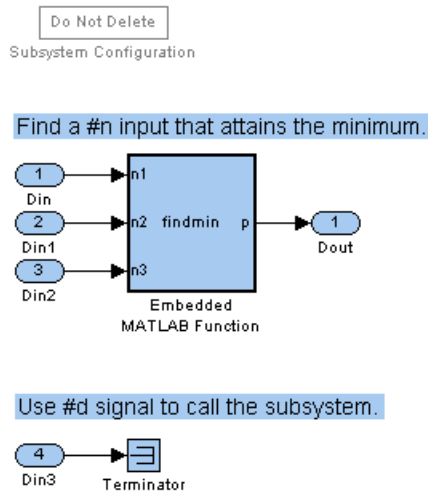 Do Not Delete
Subsystem Configuration
Find a #n input that attains the minimum.
1
n1
Din
2
n2 findmin p
1
Din1
Dout
3
n3
Din2
Embedded
MATLAB Function
Use #d signal to call the subsystem.
4
Din3
Terminator